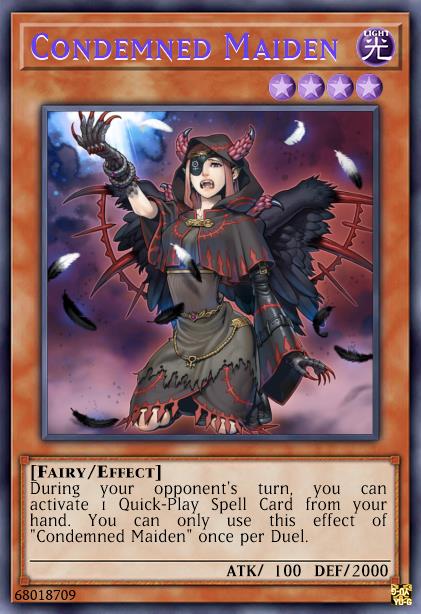 Condemned Maiden
LIGHT
光
[Fairy/Effect]
During your opponent's turn, you can
activate 1 Quick-Play Spell Card from your
hand. You can only use this effect of
"Condemned Maiden" once per Duel.
ATK/ 100 DEF/2000
68018709